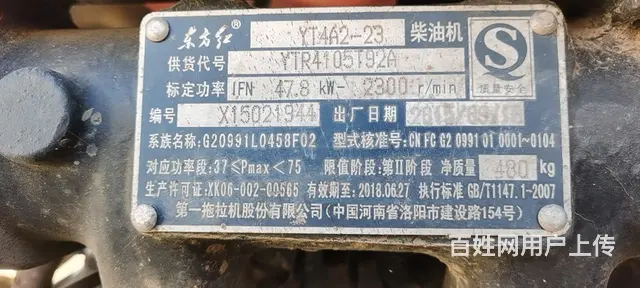 东方红 YT4A2-23 柴油机
供货代号 YTR4105T92A
标定功率 IFN 47.8 kW- 2300 r/min
质量安全
编号 X15021944 出厂日期
系族名称:G20991L0458F02 型式核准号:CN FC G2 0991 01 0001~0104
对应功率段:37≤Pmax<75 限值阶段:第Ⅱ阶段 净质量 480 kg
生产许可证:XK06-002-00565 有效期至:2018.06.27 执行标准 GB/T1147.1-2007
第一拖拉机股份有限公司(中国河南省洛阳市建设路154号)
百姓网用户上传